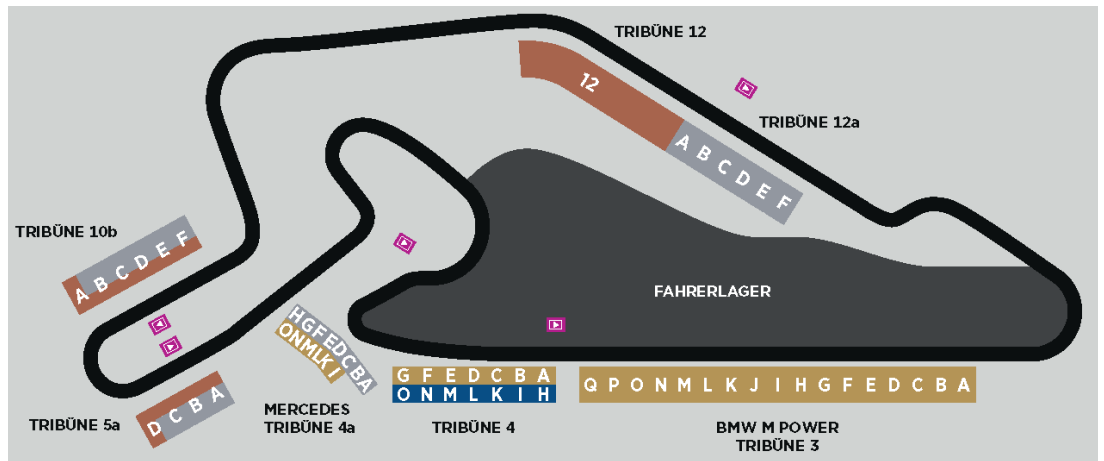 TRIBÜNE 12
12
TRIBÜNE 12a
A B C D E F
TRIBÜNE 10b
A B C D E F
FAHRERLAGER
HGFEDCBA
ONMLKI
G F E D C B A
O N M L K I H
Q P O N M L K J I H G F E D C B A
D C B A
TRIBÜNE 5a
MERCEDES
TRIBÜNE 4a
TRIBÜNE 4
BMW M POWER
TRIBÜNE 3